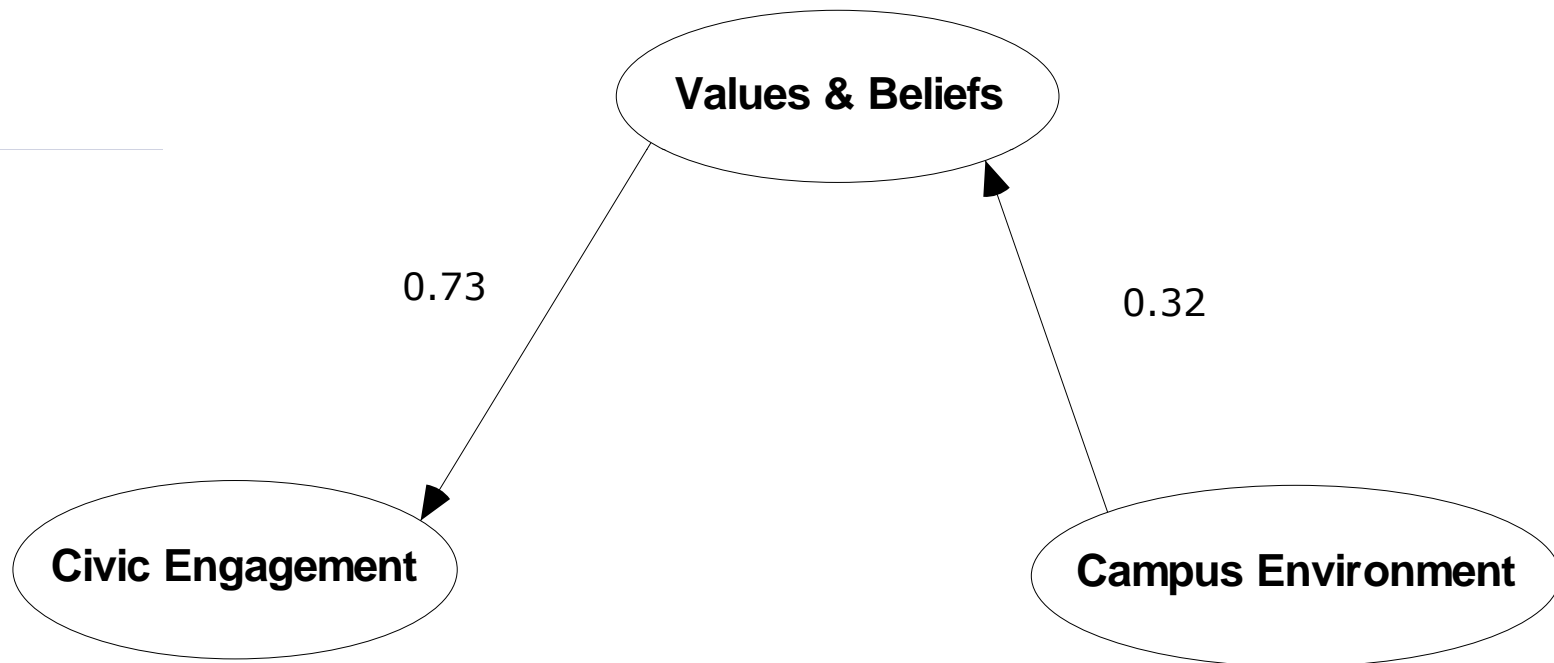 Values & Beliefs
0.73
0.32
Civic Engagement
Campus Environment